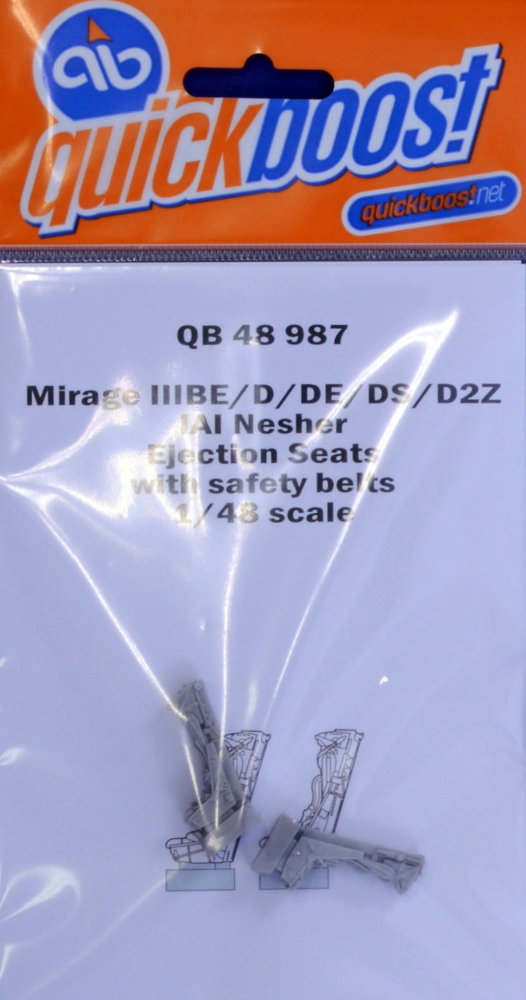 qb
quickboost
quickboost.net
QB 48 987
Mirage IIIBE/D/DE/DS/D2Z
IAI Nesher
Ejection Seats
with safety belts
1/48 scale